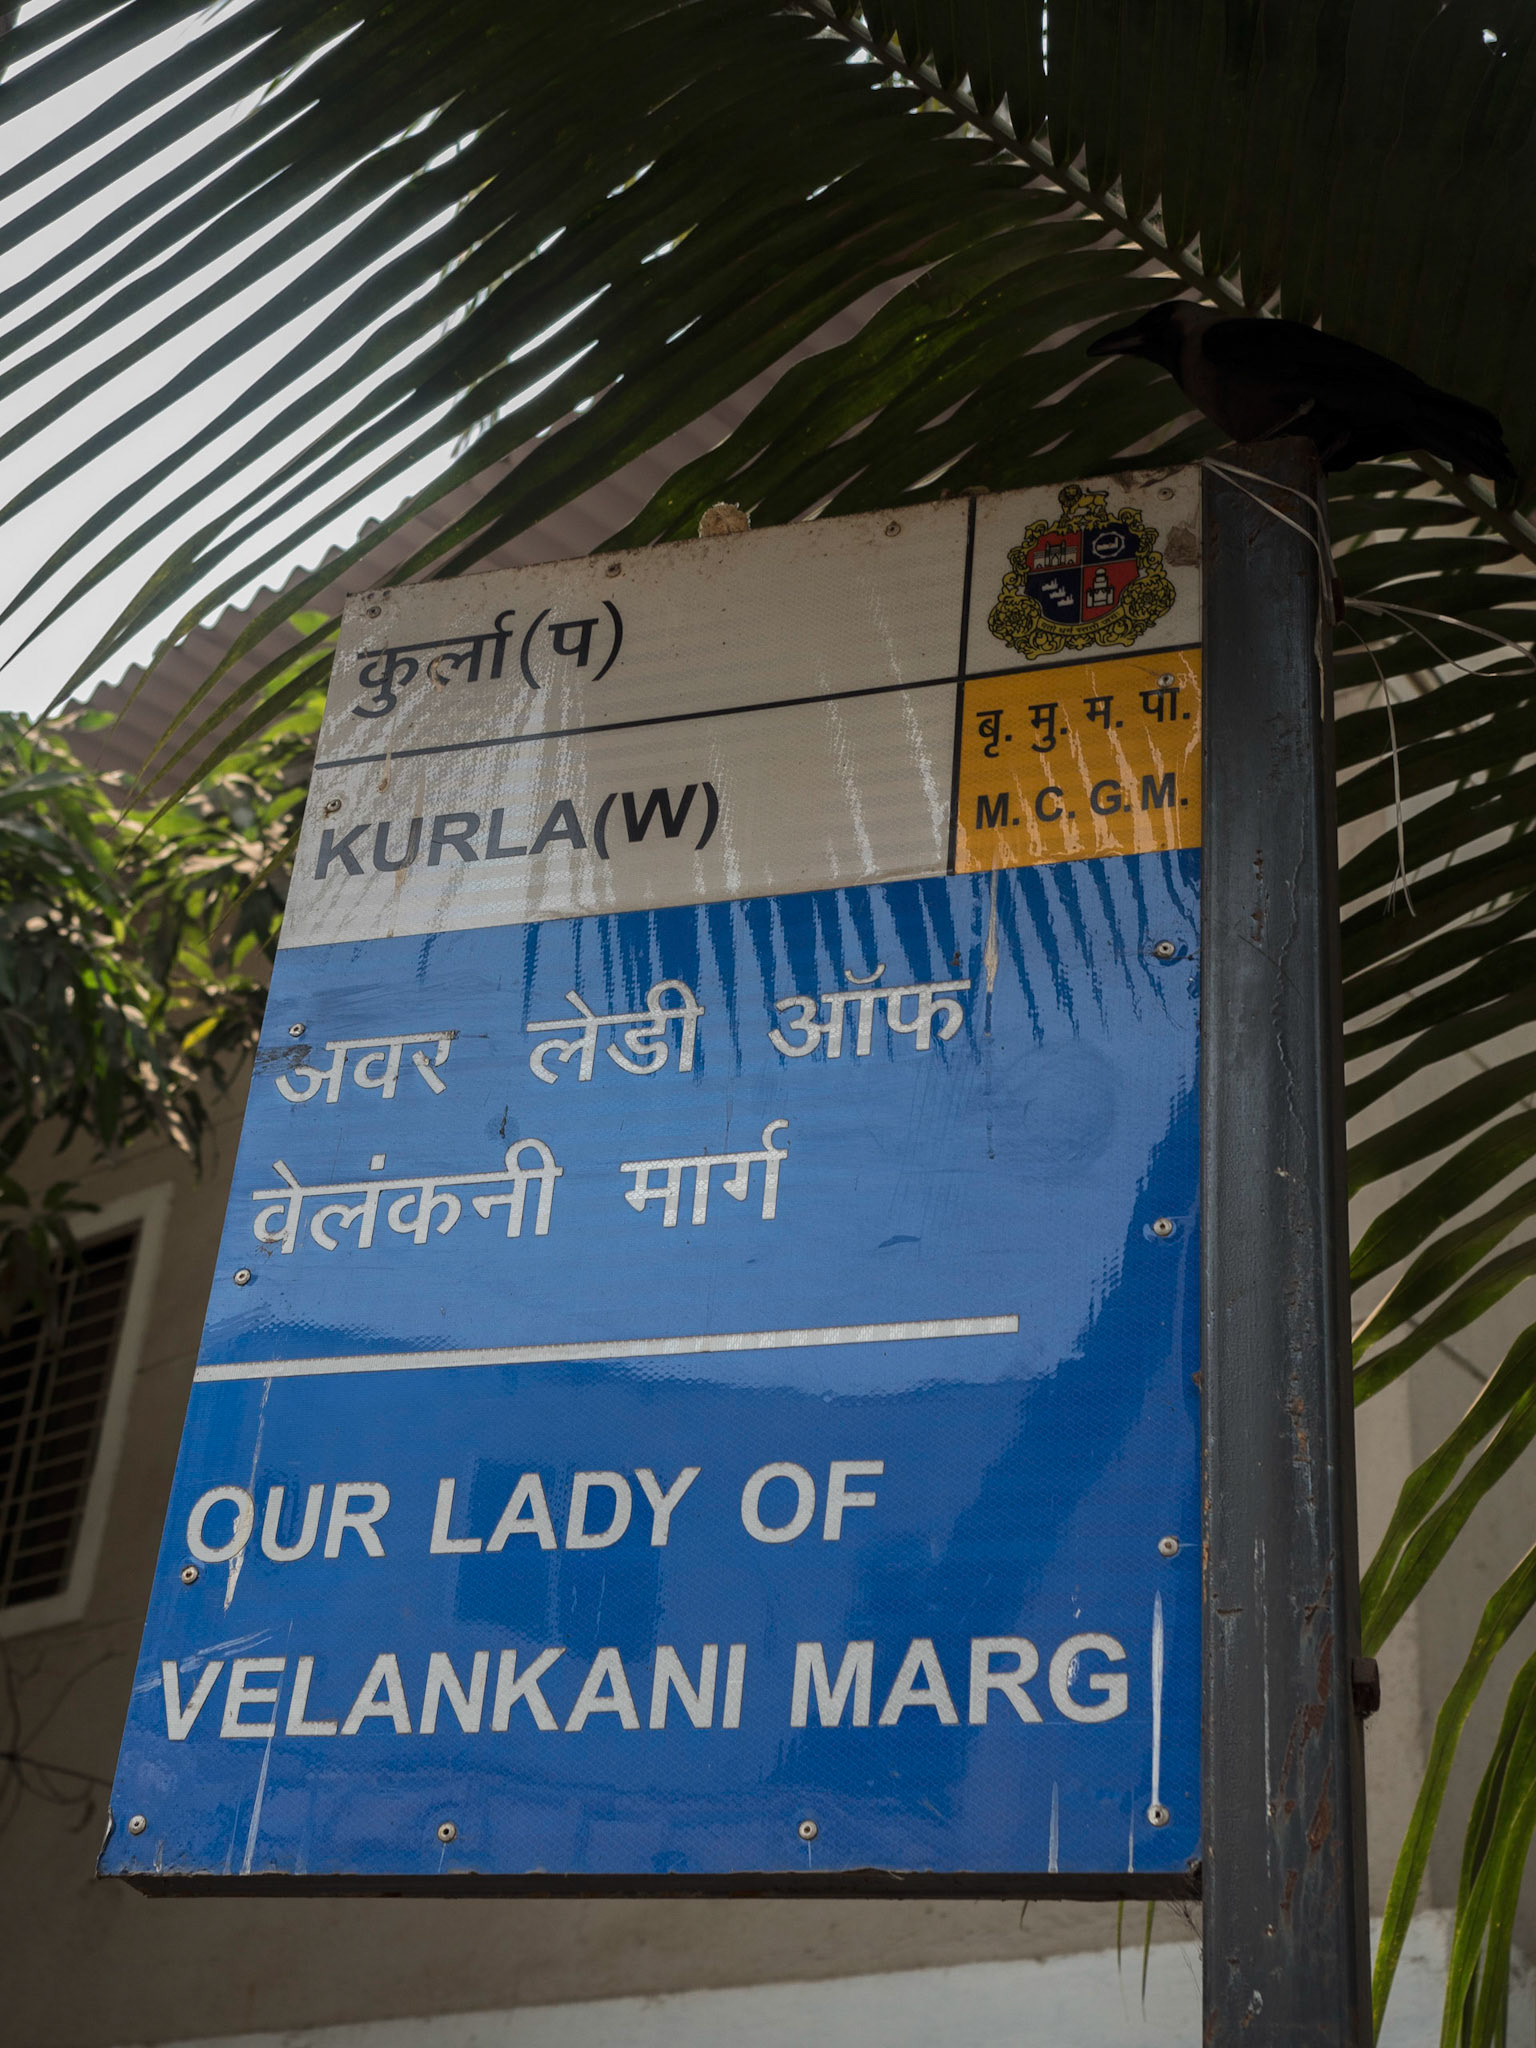 कुर्ला(प)
KURLA(W)
बृ. मु. म. पा.
M. C. G. M.
अवर लेडी ऑफ
वेलंकनी मार्ग
OUR LADY OF
VELANKANI MARG